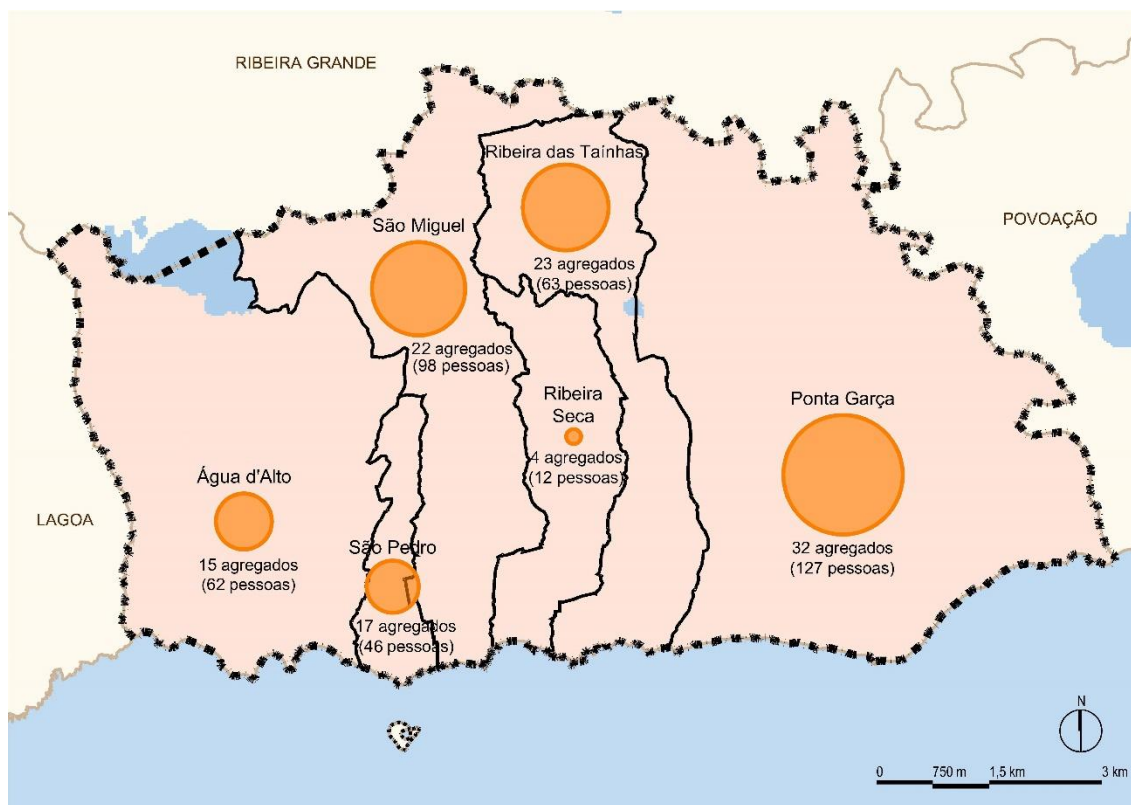 RIBEIRA GRANDE
Ribeira das Taínhas
23 agregados
(63 pessoas)
São Miguel
22 agregados
(98 pessoas)
POVOAÇÃO
Ribeira
Seca
4 agregados
(12 pessoas)
Ponta Garça
32 agregados
(127 pessoas)
Água d'Alto
15 agregados
(62 pessoas)
LAGOA
São Pedro
17 agregados
(46 pessoas)
N
0 750 m 1,5 km 3 km